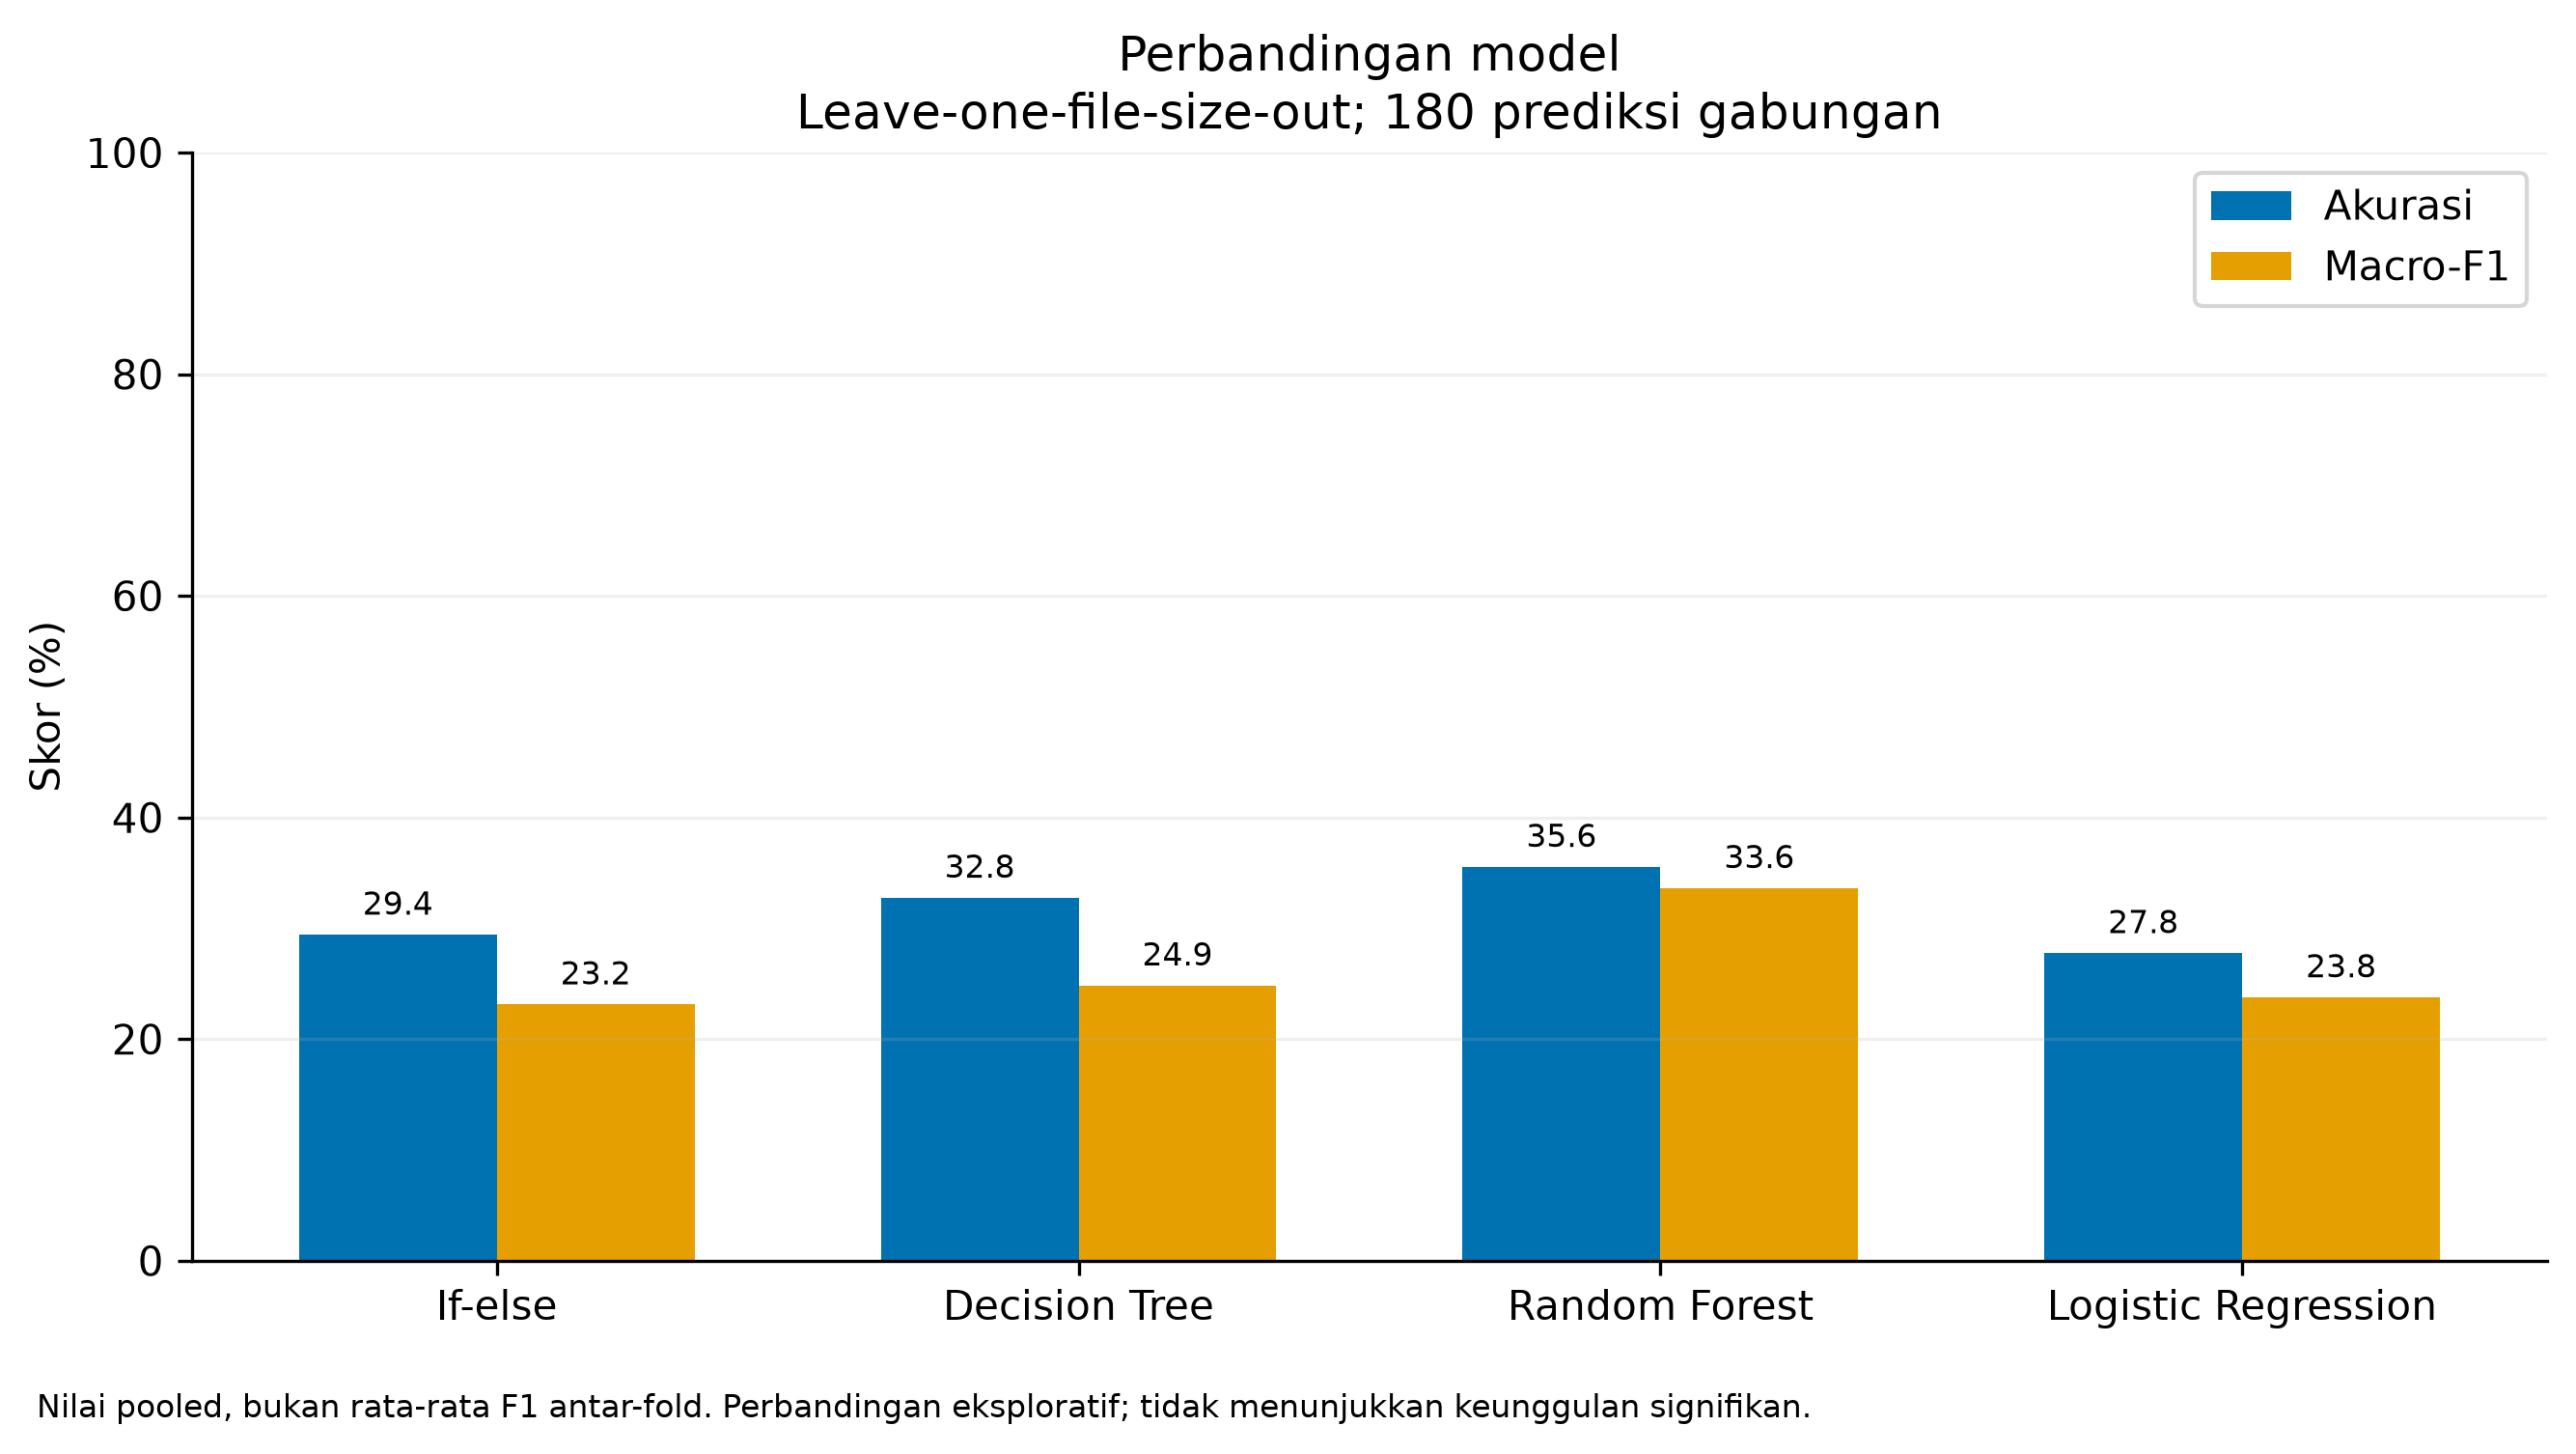 Perbandingan model
Leave-one-file-size-out; 180 prediksi gabungan
Skor (%)
100
80
60
40
20
0
Akurasi
Macro-F1
29.4
23.2
32.8
24.9
35.6
33.6
27.8
23.8
If-else
Decision Tree
Random Forest
Logistic Regression
Nilai pooled, bukan rata-rata F1 antar-fold. Perbandingan eksploratif; tidak menunjukkan keunggulan signifikan.